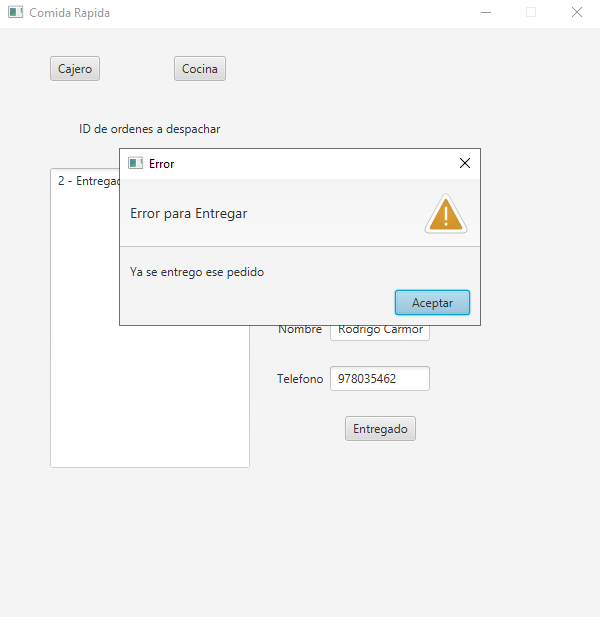 Comida Rapida
Cajero
Cocina
ID de ordenes a despachar
2 - Entregad
Error
Error para Entregar
Ya se entrego ese pedido
Aceptar
Nombre
Rodrigo Carmor
Telefono
978035462
Entregado